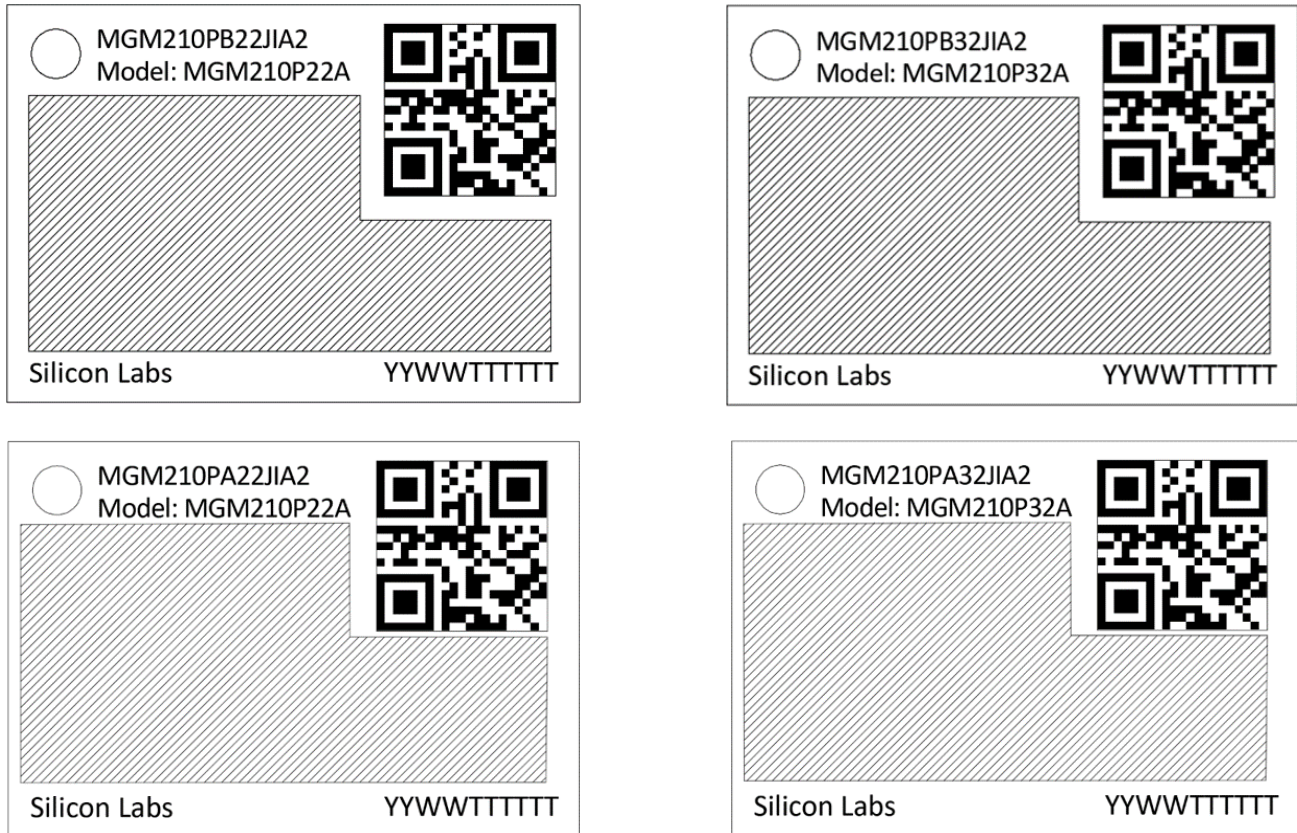 MGM210PB22JIA2
Model: MGM210P22A
Silicon Labs YYWWTTTTTT
MGM210PB32JIA2
Model: MGM210P32A
Silicon Labs YYWWTTTTTT
MGM210PA22JIA2
Model: MGM210P22A
Silicon Labs YYWWTTTTTT
MGM210PA32JIA2
Model: MGM210P32A
Silicon Labs YYWWTTTTTT